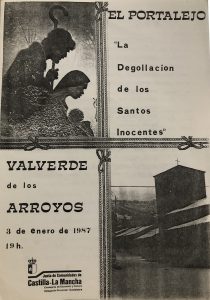 EL PORTALEJO
"La
Degollacion
de los
Santos
Inocentes"
VALVERDE
de los
ARROYOS
3 de enero de 1987
19 h.
Junta de Comunidades de
Castilla-La Mancha